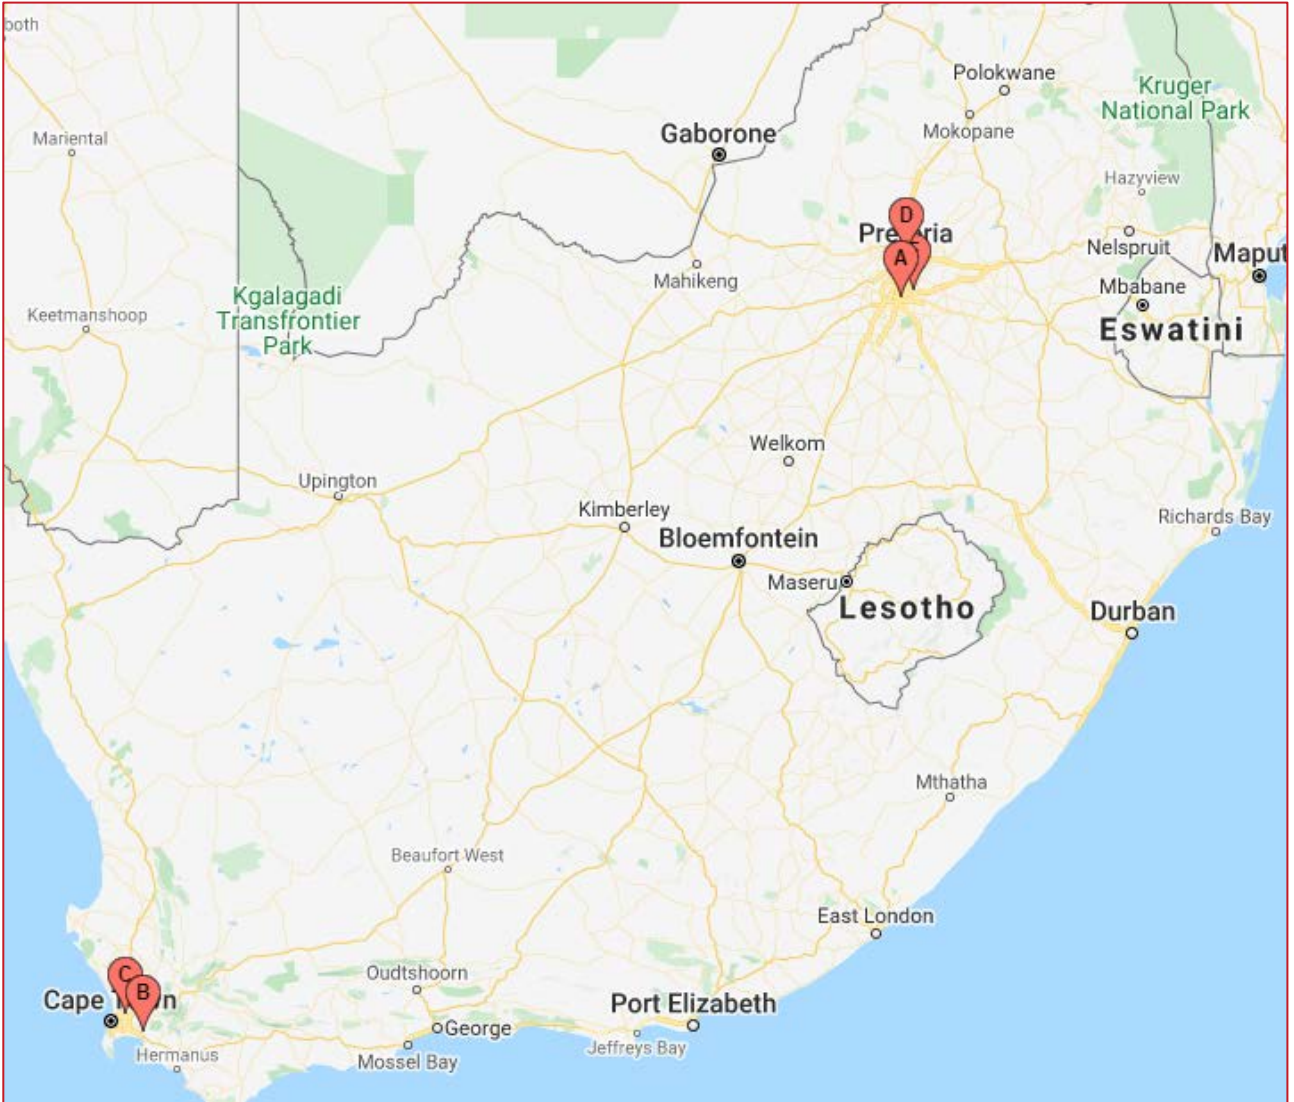 both
Polokwane
Kruger
National Park
Mariental
Gaborone
Mokopane
Hazyview
D
Pre ria
Nelspruit
A
Maput
Mahikeng
Mbabane
Kgalagadi
Transfrontier
Park
Keetmanshoop
Eswatini
Welkom
Upington
Kimberley
Richards Bay
Bloemfontein
Maseru
Lesotho
Durban
Mthatha
Beaufort West
East London
C
Oudtshoorn
B
Cape T wn
Port Elizabeth
George
Hermanus
Mossel Bay
Jeffreys Bay